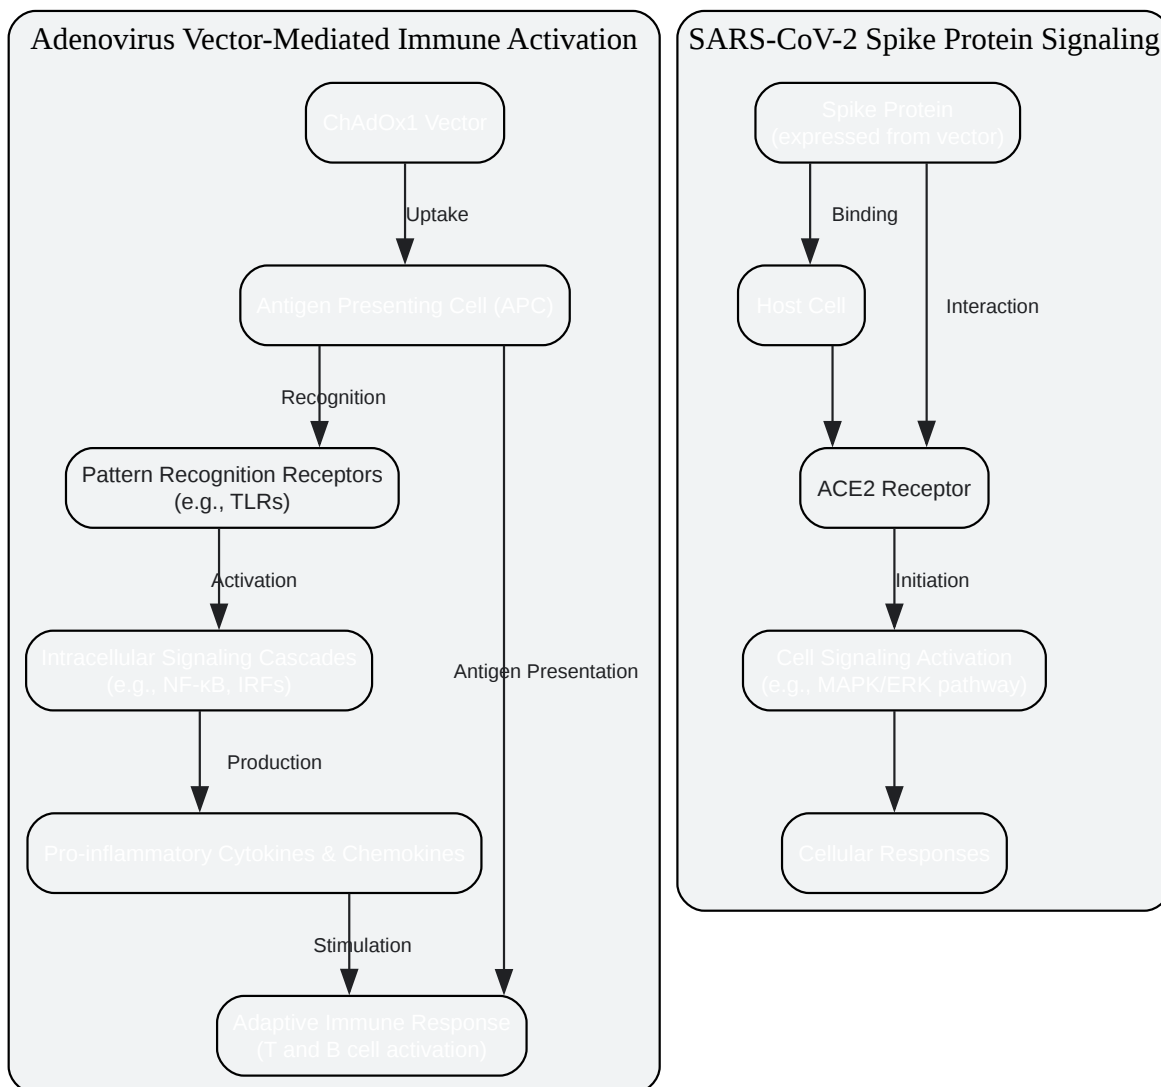 Adenovirus Vector-Mediated Immune Activation
ChAdOx1 Vector
Uptake
Antigen Presenting Cell (APC)
Recognition
Pattern Recognition Receptors
(e.g., TLRs)
Activation
Intracellular Signaling Cascades
(e.g., NF-κB, IRFs)
Antigen Presentation
Production
Pro-inflammatory Cytokines & Chemokines
Stimulation
Adaptive Immune Response
(T and B cell activation)
SARS-CoV-2 Spike Protein Signaling
Spike Protein
(expressed from vector)
Binding
Host Cell
Interaction
ACE2 Receptor
Initiation
Cell Signaling Activation
(e.g., MAPK/ERK pathway)
Cellular Responses